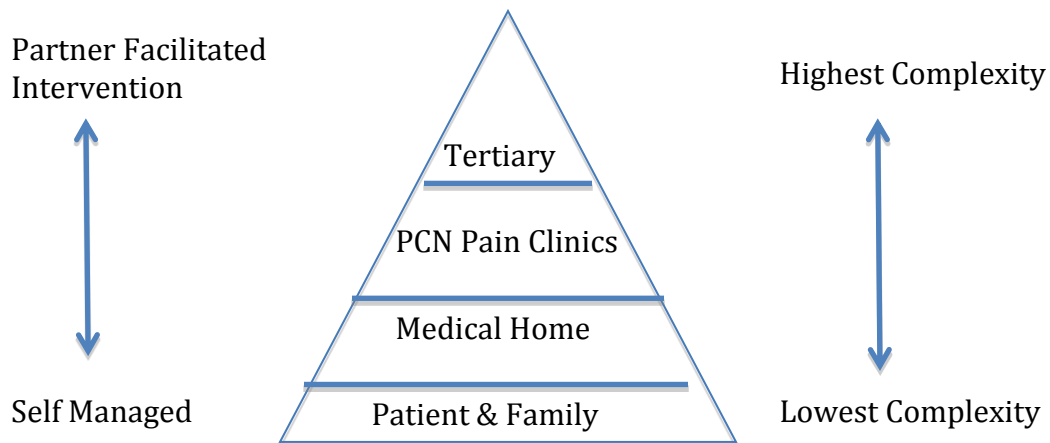 Partner Facilitated
Intervention
Highest Complexity
Tertiary
PCN Pain Clinics
Medical Home
Self Managed
Patient & Family
Lowest Complexity